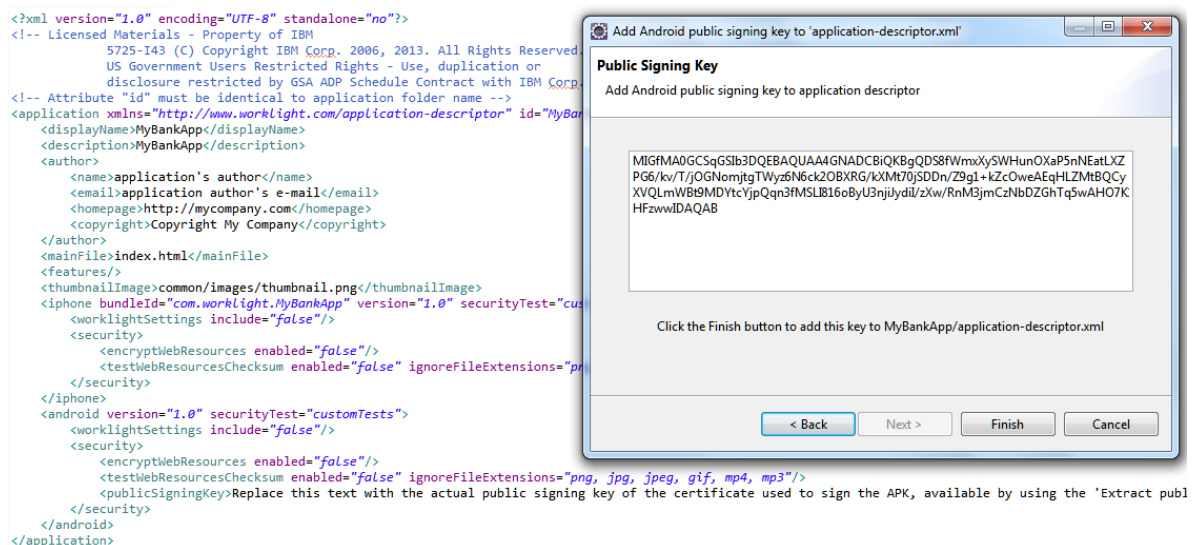 <?xml version="1.0" encoding="UTF-8" standalone="no"?>
<!-- Licensed Materials - Property of IBM
5725-I43 (C) Copyright IBM Corp. 2006, 2013. All Rights Reserved.
US Government Users Restricted Rights - Use, duplication or
disclosure restricted by GSA ADP Schedule Contract with IBM Corp.
<!-- Attribute "id" must be identical to application folder name -->
<application xmlns="http://www.worklight.com/application-descriptor" id="MyBan
<displayName>MyBankApp</displayName>
<description>MyBankApp</description>
<author>
<name>application's author</name>
<email>application author's e-mail</email>
<homepage>http://mycompany.com</homepage>
<copyright>Copyright My Company</copyright>
</author>
<mainFile>index.html</mainFile>
<features/>
<thumbnailImage>common/images/thumbnail.png</thumbnailImage>
<iphone bundleId="com.worklight.MyBankApp" version="1.0" securityTest="cus
<worklightSettings include="false"/>
<security>
<encryptWebResources enabled="false"/>
<testWebResourcesChecksum enabled="false" ignoreFileExtensions="pn
</security>
</iphone>
<android version="1.0" securityTest="customTests">
<worklightSettings include="false"/>
<security>
<encryptWebResources enabled="false"/>
<testWebResourcesChecksum enabled="false" ignoreFileExtensions="png, jpg, jpeg, gif, mp4, mp3"/>
<publicSigningKey>Replace this text with the actual public signing key of the certificate used to sign the APK, available by using the 'Extract publ
</security>
</android>
</application>
Add Android public signing key to 'application-descriptor.xml'
Public Signing Key
Add Android public signing key to application descriptor
MIGfMA0GCSqGSIb3DQEBAQUAA4GNADCBiQKBgQDS8fWmxXySWHunOXaP5nNEatLXZ
PG6/kv/T/jOGNomjtgTWyz6N6ck2OBXRG/kXMt70jSDDn/Z9g1+kZcOweAEqHLZMtBQCy
XVQLmWBt9MDYtcYjpQqn3fMSLI816oByU3njiJydiI/zXw/RnM3jmCzNbDZGhTq5wAHO7K
HFzwwIDAQAB
Click the Finish button to add this key to MyBankApp/application-descriptor.xml
< Back
Next >
Finish
Cancel